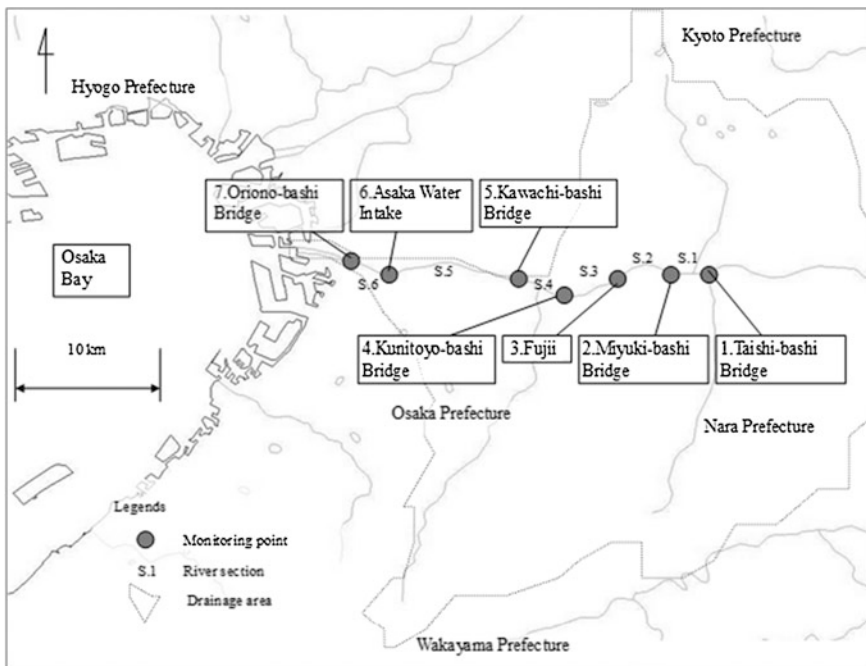 Kyoto Prefecture
Hyogo Prefecture
7.Oriono-bashi
Bridge
6.Asaka Water
Intake
5.Kawachi-bashi
Bridge
Osaka
Bay
S.6
S.5
S.4
S.3
S.2
S.1
10 km
4.Kunitoyo-bashi
Bridge
3.Fujii
2.Miyuki-bashi
Bridge
1.Taishi-bashi
Bridge
Osaka Prefecture
Nara Prefecture
Legends
Monitoring point
S.1 River section
Drainage area
Wakayama Prefecture